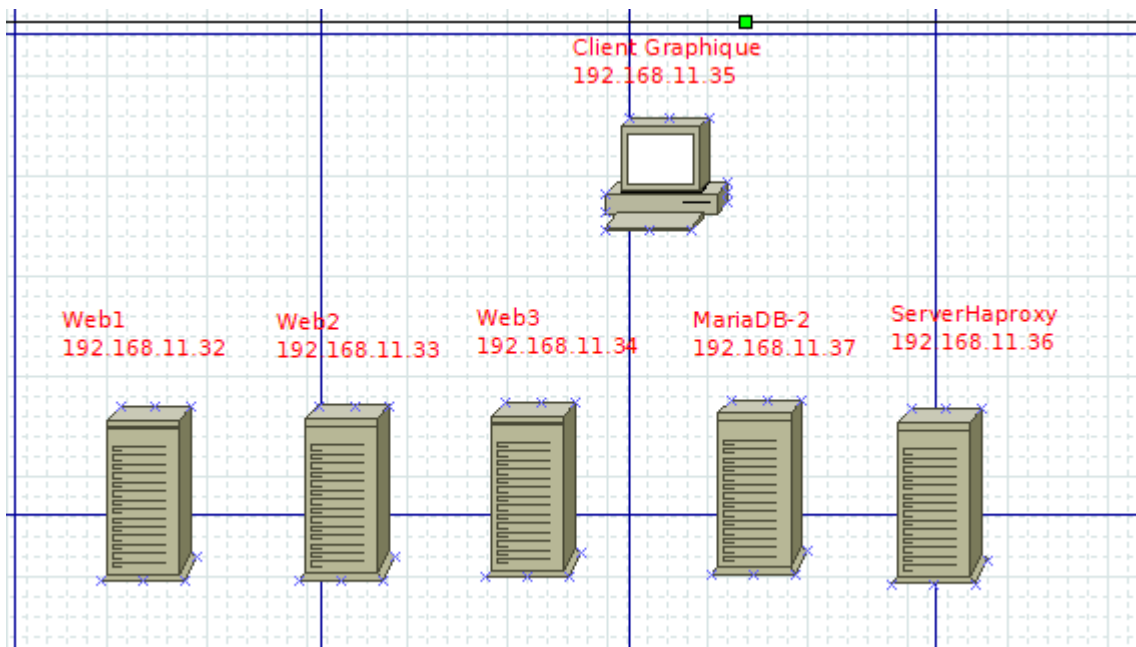 Client Graphique
192.168.11.35
Web1
192.168.11.32
Web2
192.168.11.33
Web3
192.168.11.34
MariaDB-2
192.168.11.37
ServerHaproxy
192.168.11.36